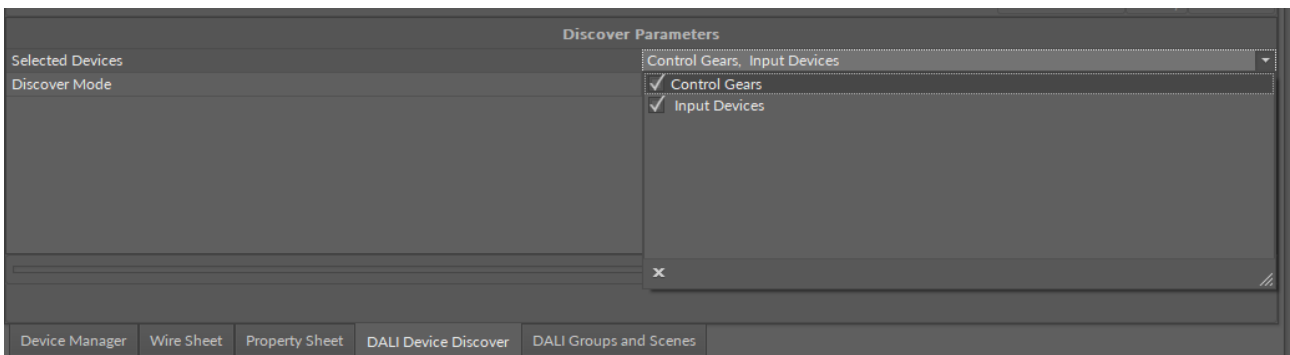 Discover Parameters
Selected Devices Control Gears, Input Devices
Discover Mode Control Gears
Input Devices
Device Manager Wire Sheet Property Sheet DALI Device Discover DALI Groups and Scenes